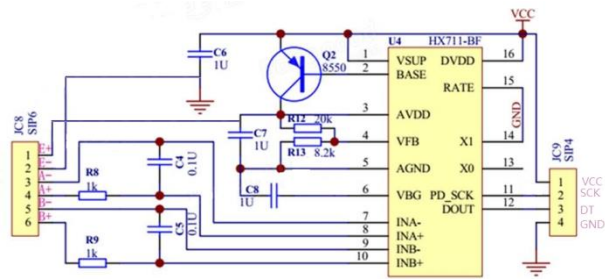 VCC
U4 HX711-BF
C6
1U
Q2
8550
1 VSUP DVDD 16
2 BASE
RATE 15
GND
3 AVDD
R12 20k
4 VFB X1 14
R13 8.2k
C7
1U
5 AGND X0 13
C8
1U
6 VBG PD_SCK 11
DOUT 12
7 INA-
8 INA+
9 INB-
10 INB+
JC8
SIP6
1 E+
2 E-
3 A-
4 A+
5 B-
6 B+
R8
1k
C4
0.1U
R9
1k
C5
0.1U
JC9
SIP4
1 VCC
2 SCK
3 DT
4 GND